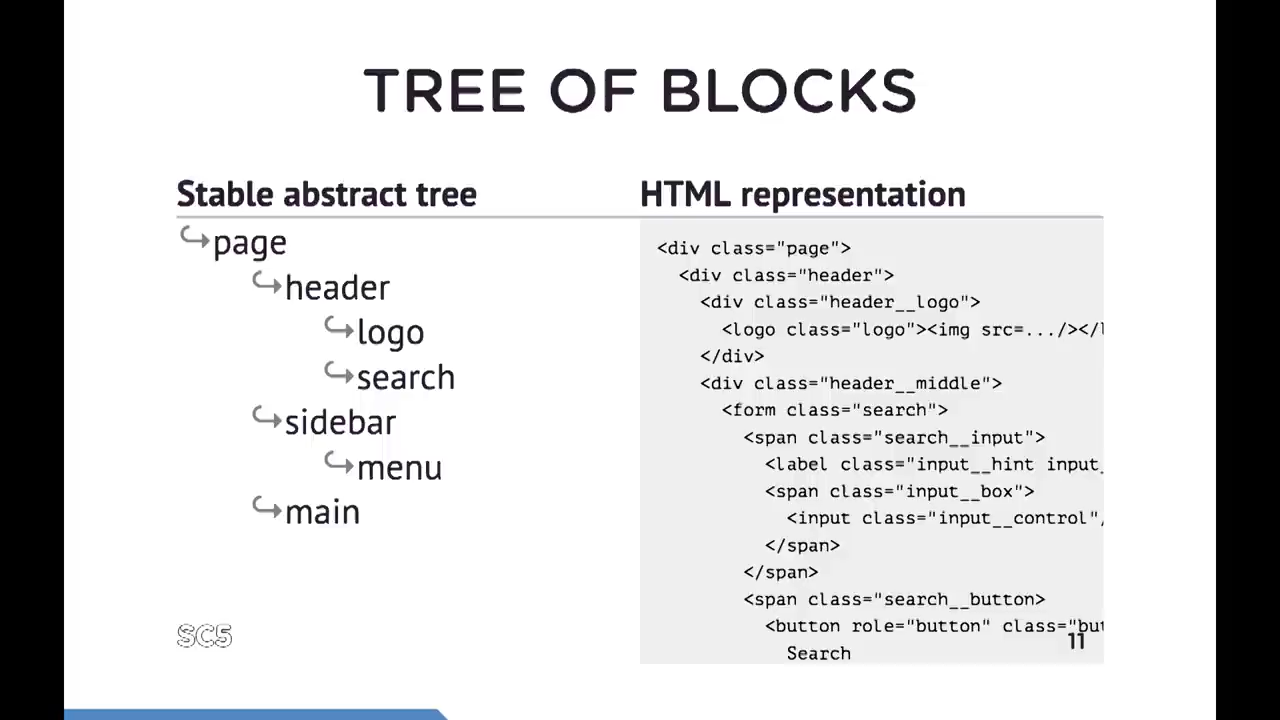 TREE OF BLOCKS
Stable abstract tree
page
header
logo
search
sidebar
menu
main
HTML representation
<div class="page">
<div class="header">
<div class="header__logo">
<logo class="logo"><img src=.../></l
</div>
<div class="header__middle">
<form class="search">
<span class="search__input">
<label class="input__hint input_
<span class="input__box">
<input class="input__control"/
</span>
</span>
<span class="search__button>
<button role="button" class="but
Search
SC5
11